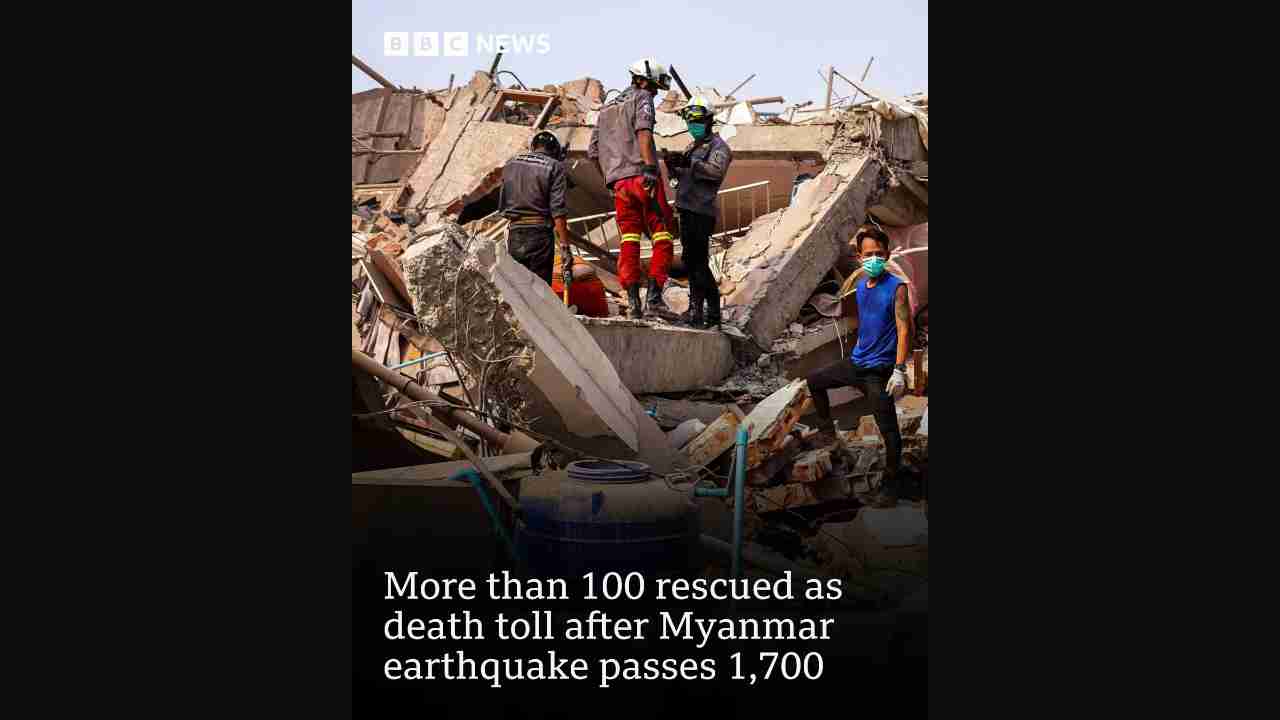 BBC NEWS
More than 100 rescued as
death toll after Myanmar
earthquake passes 1,700